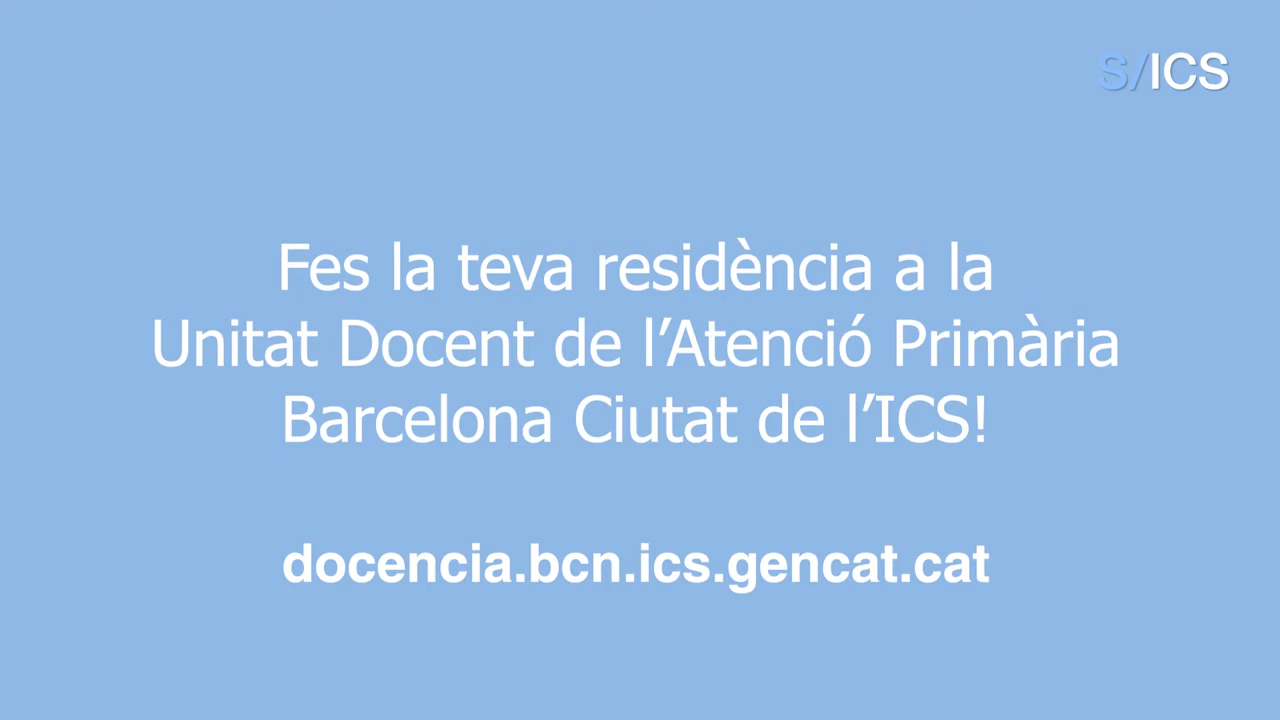 S/ICS
Fes la teva residència a la
Unitat Docent de l’Atenció Primària
Barcelona Ciutat de l’ICS!
docencia.bcn.ics.gencat.cat